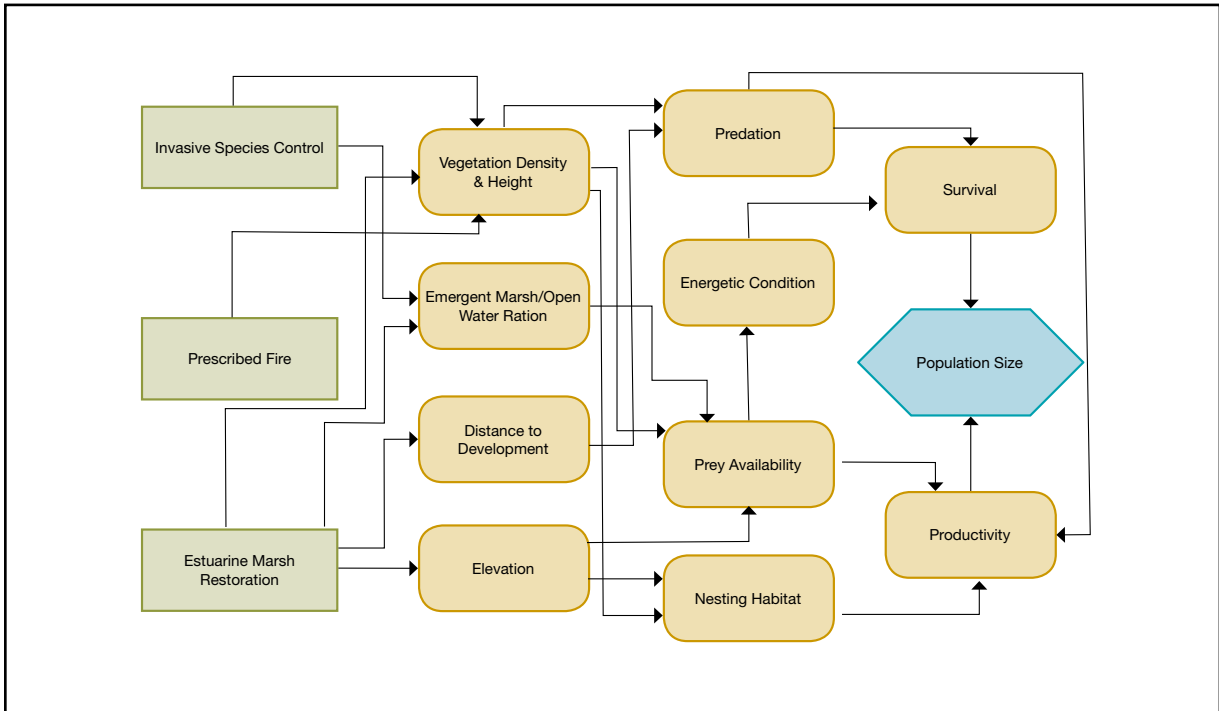 Invasive Species Control
Prescribed Fire
Estuarine Marsh
Restoration
Vegetation Density
& Height
Emergent Marsh/Open
Water Ration
Distance to
Development
Elevation
Predation
Energetic Condition
Prey Availability
Nesting Habitat
Survival
Population Size
Productivity